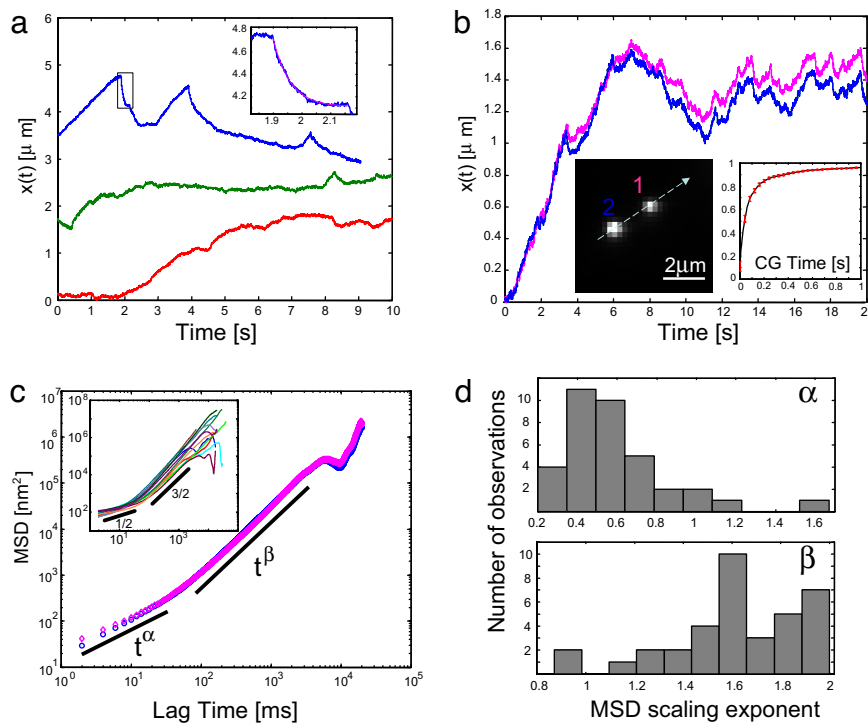 a
x(t) [μ m]
6
5
4
3
2
1
0
0 1 2 3 4 5 6 7 8 9 10
Time [s]
4.8
4.6
4.4
4.2
1.9 2 2.1
b
x(t) [μ m]
1.8
1.6
1.4
1.2
1
0.8
0.6
0.4
0.2
0
0 2 4 6 8 10 12 14 16 18 20
Time [s]
1
2
2μm
1
0.8
0.6
0.4
0.2
0
0 0.2 0.4 0.6 0.8 1
CG Time [s]
c
MSD [nm²]
10⁷
10⁶
10⁵
10⁴
10³
10²
10¹
10⁰ 10¹ 10² 10³ 10⁴ 10⁵
Lag Time [ms]
t^α
t^β
10⁸
10⁶
10⁴
10²
10¹ 10³
1/2
3/2
d
Number of observations
α
10
8
6
4
2
0.2 0.4 0.6 0.8 1 1.2 1.4 1.6
β
10
8
6
4
2
0.8 1 1.2 1.4 1.6 1.8 2
MSD scaling exponent